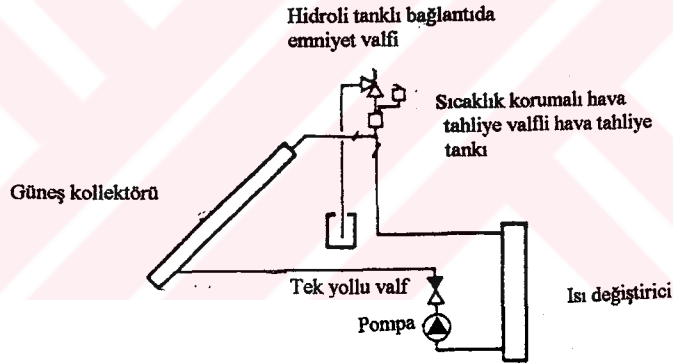 Hidroli tanklı bağlantıda
emniyet valfi
Sıcaklık korumalı hava
tahliye valfli hava tahliye
tankı
Güneş kollektörü
Tek yollu valf
Isı değiştirici
Pompa